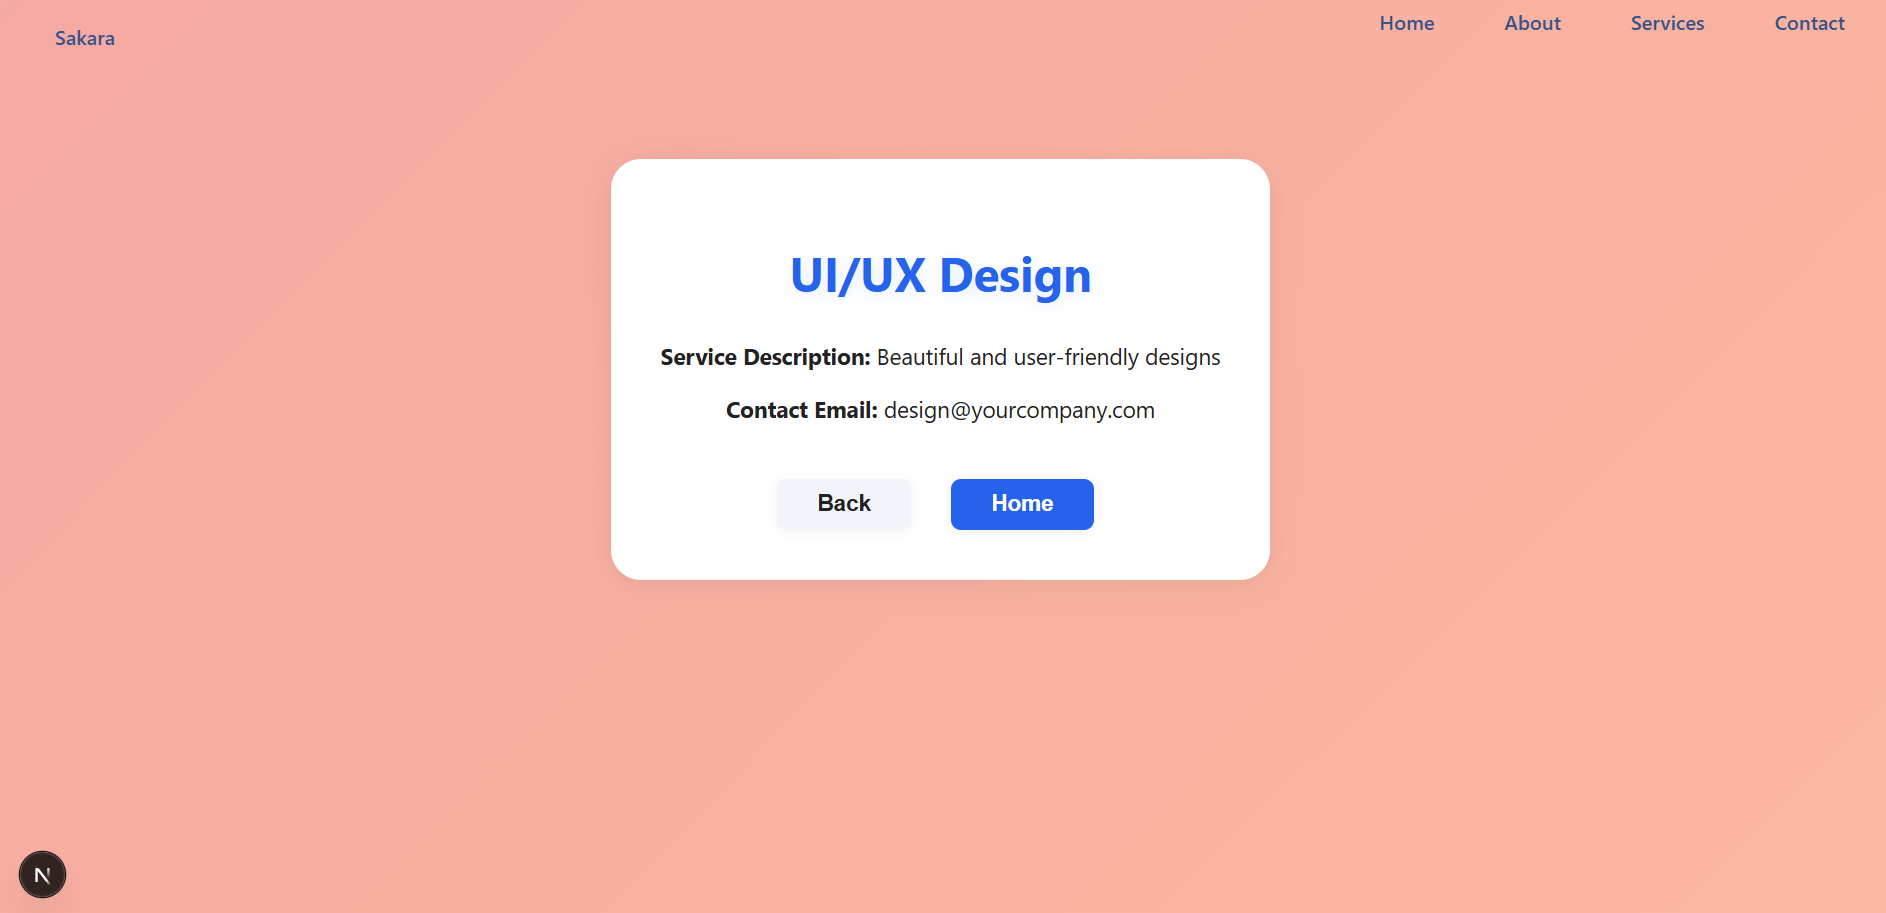 Sakara
Home
About
Services
Contact
UI/UX Design
Service Description: Beautiful and user-friendly designs
Contact Email: design@yourcompany.com
Back
Home
N